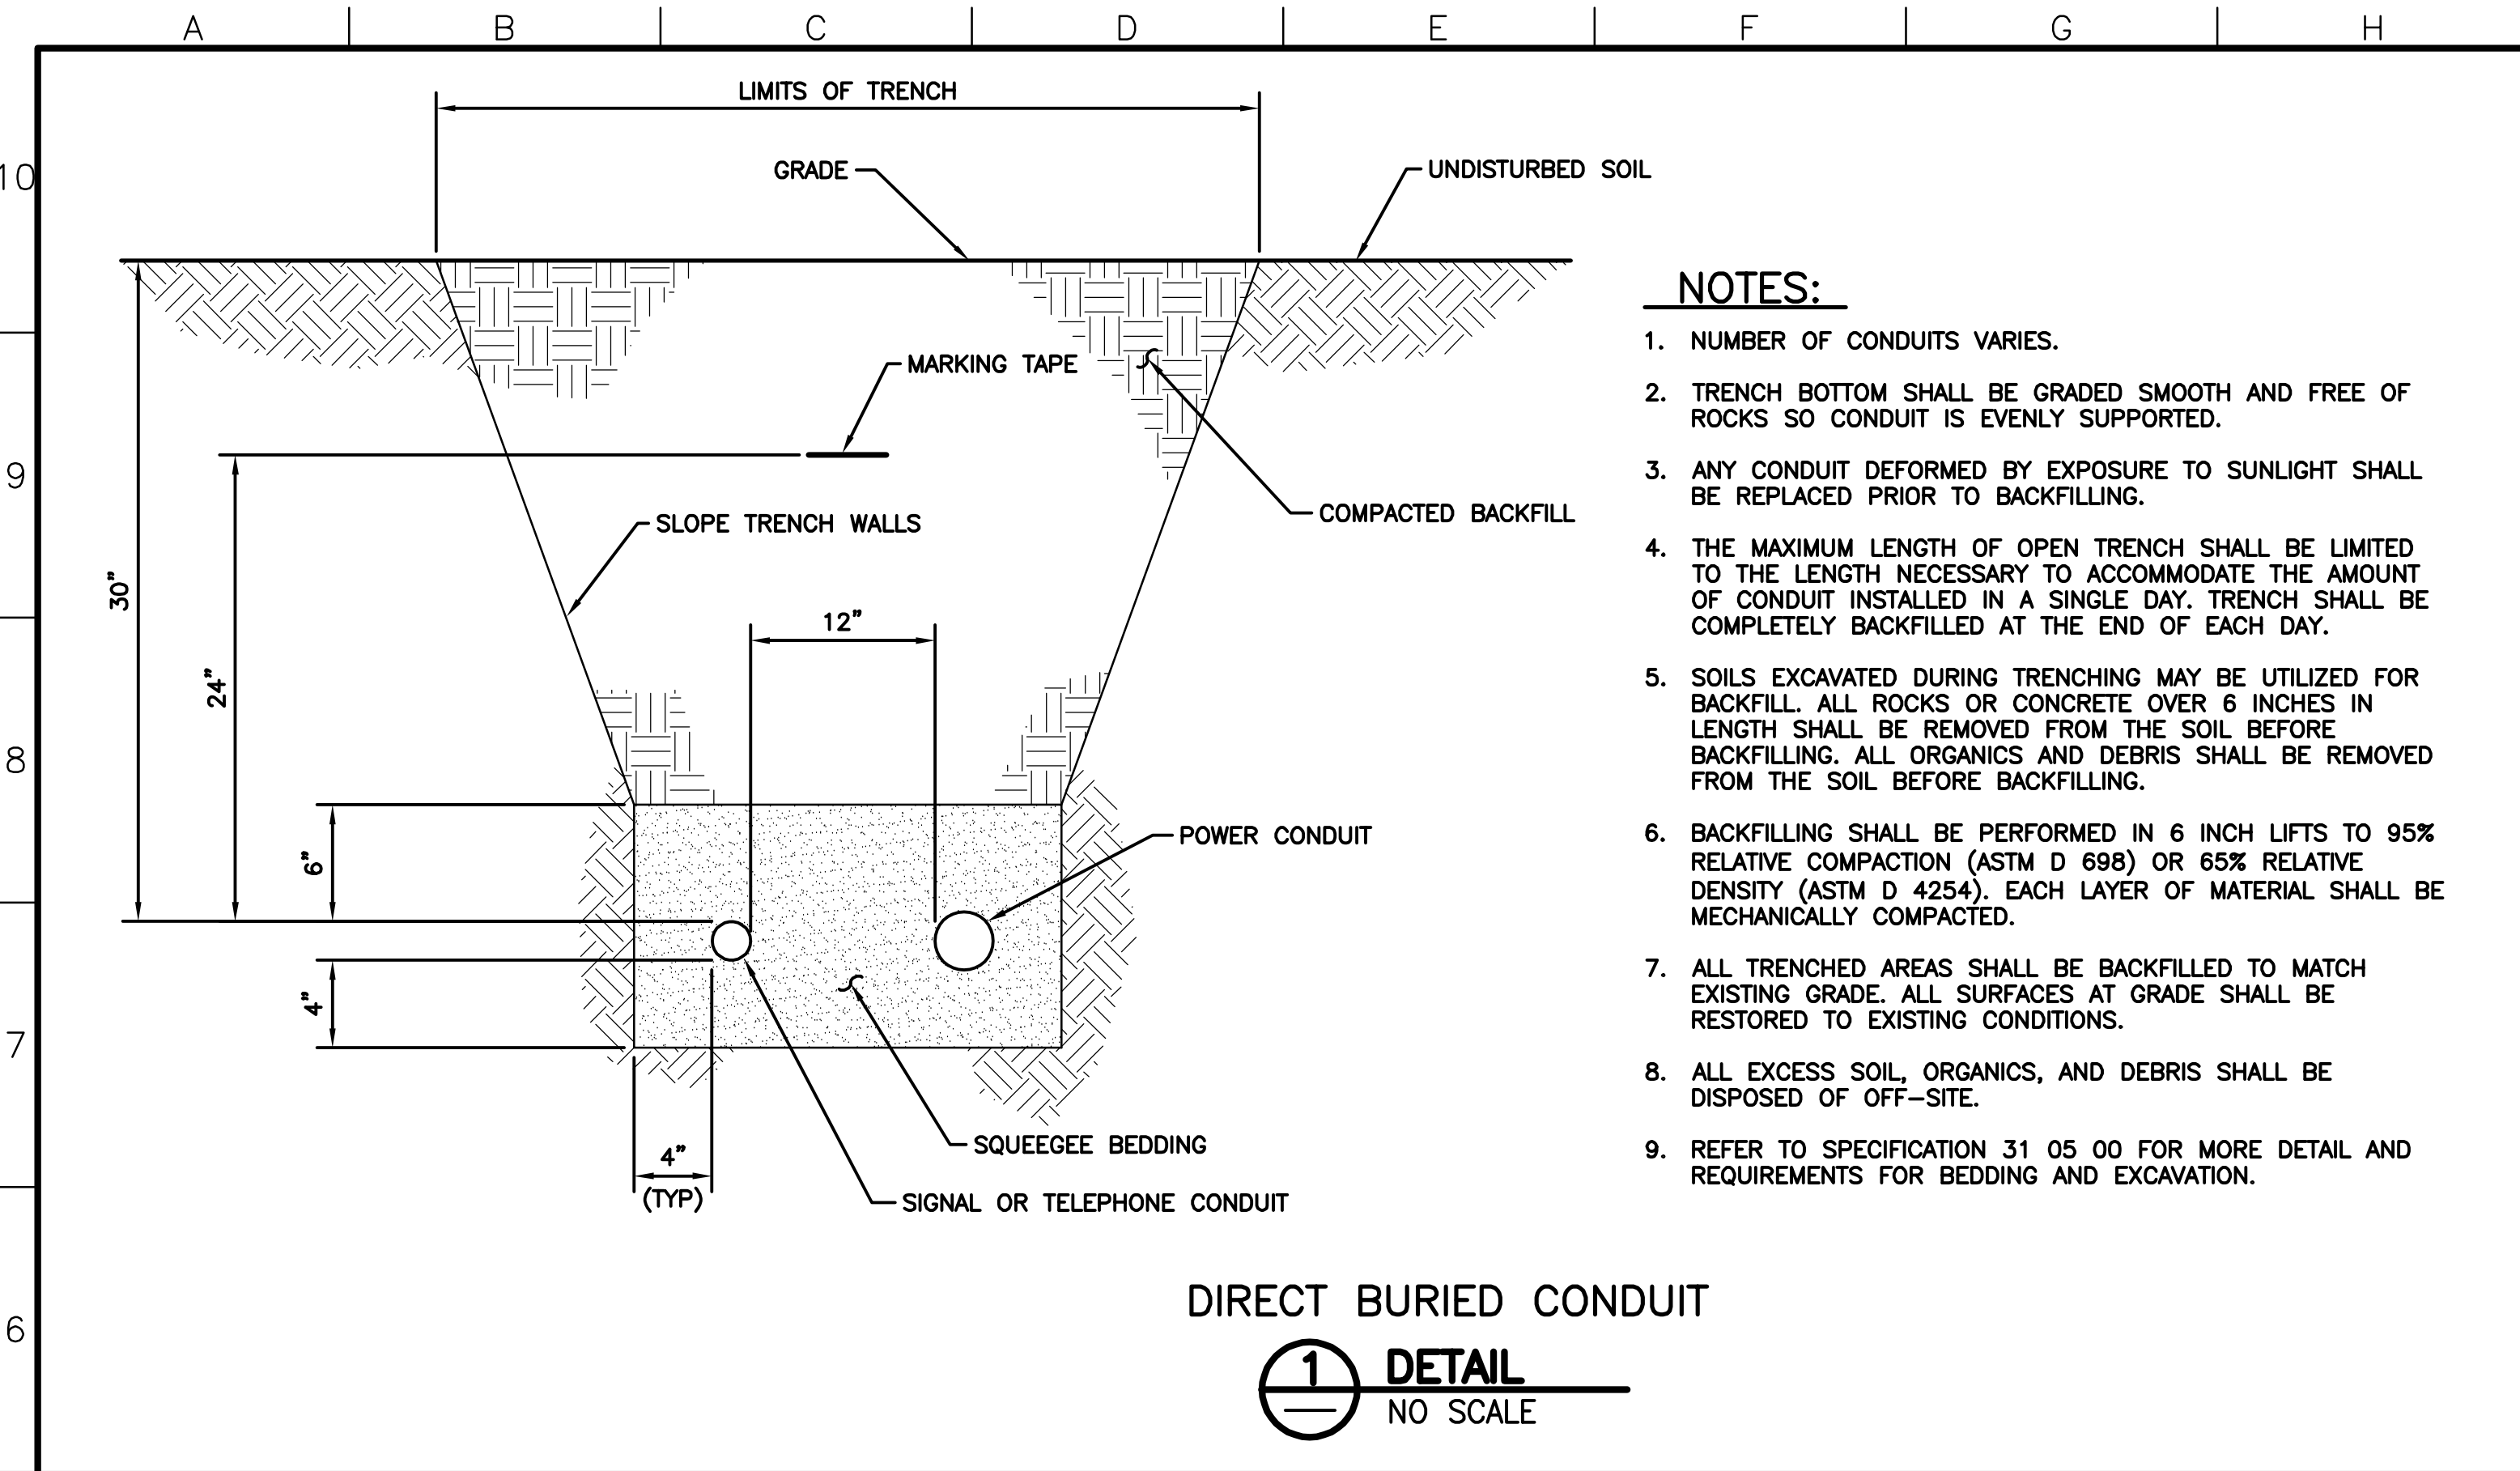 A B C D E F G H
10
9
8
7
6
LIMITS OF TRENCH
GRADE
UNDISTURBED SOIL
MARKING TAPE
COMPACTED BACKFILL
SLOPE TRENCH WALLS
30"
24"
12"
6"
4"
POWER CONDUIT
4"
(TYP)
SQUEEGEE BEDDING
SIGNAL OR TELEPHONE CONDUIT
NOTES:
1. NUMBER OF CONDUITS VARIES.
2. TRENCH BOTTOM SHALL BE GRADED SMOOTH AND FREE OF
ROCKS SO CONDUIT IS EVENLY SUPPORTED.
3. ANY CONDUIT DEFORMED BY EXPOSURE TO SUNLIGHT SHALL
BE REPLACED PRIOR TO BACKFILLING.
4. THE MAXIMUM LENGTH OF OPEN TRENCH SHALL BE LIMITED
TO THE LENGTH NECESSARY TO ACCOMMODATE THE AMOUNT
OF CONDUIT INSTALLED IN A SINGLE DAY. TRENCH SHALL BE
COMPLETELY BACKFILLED AT THE END OF EACH DAY.
5. SOILS EXCAVATED DURING TRENCHING MAY BE UTILIZED FOR
BACKFILL. ALL ROCKS OR CONCRETE OVER 6 INCHES IN
LENGTH SHALL BE REMOVED FROM THE SOIL BEFORE
BACKFILLING. ALL ORGANICS AND DEBRIS SHALL BE REMOVED
FROM THE SOIL BEFORE BACKFILLING.
6. BACKFILLING SHALL BE PERFORMED IN 6 INCH LIFTS TO 95%
RELATIVE COMPACTION (ASTM D 698) OR 65% RELATIVE
DENSITY (ASTM D 4254). EACH LAYER OF MATERIAL SHALL BE
MECHANICALLY COMPACTED.
7. ALL TRENCHED AREAS SHALL BE BACKFILLED TO MATCH
EXISTING GRADE. ALL SURFACES AT GRADE SHALL BE
RESTORED TO EXISTING CONDITIONS.
8. ALL EXCESS SOIL, ORGANICS, AND DEBRIS SHALL BE
DISPOSED OF OFF-SITE.
9. REFER TO SPECIFICATION 31 05 00 FOR MORE DETAIL AND
REQUIREMENTS FOR BEDDING AND EXCAVATION.
DIRECT BURIED CONDUIT
1 DETAIL
NO SCALE